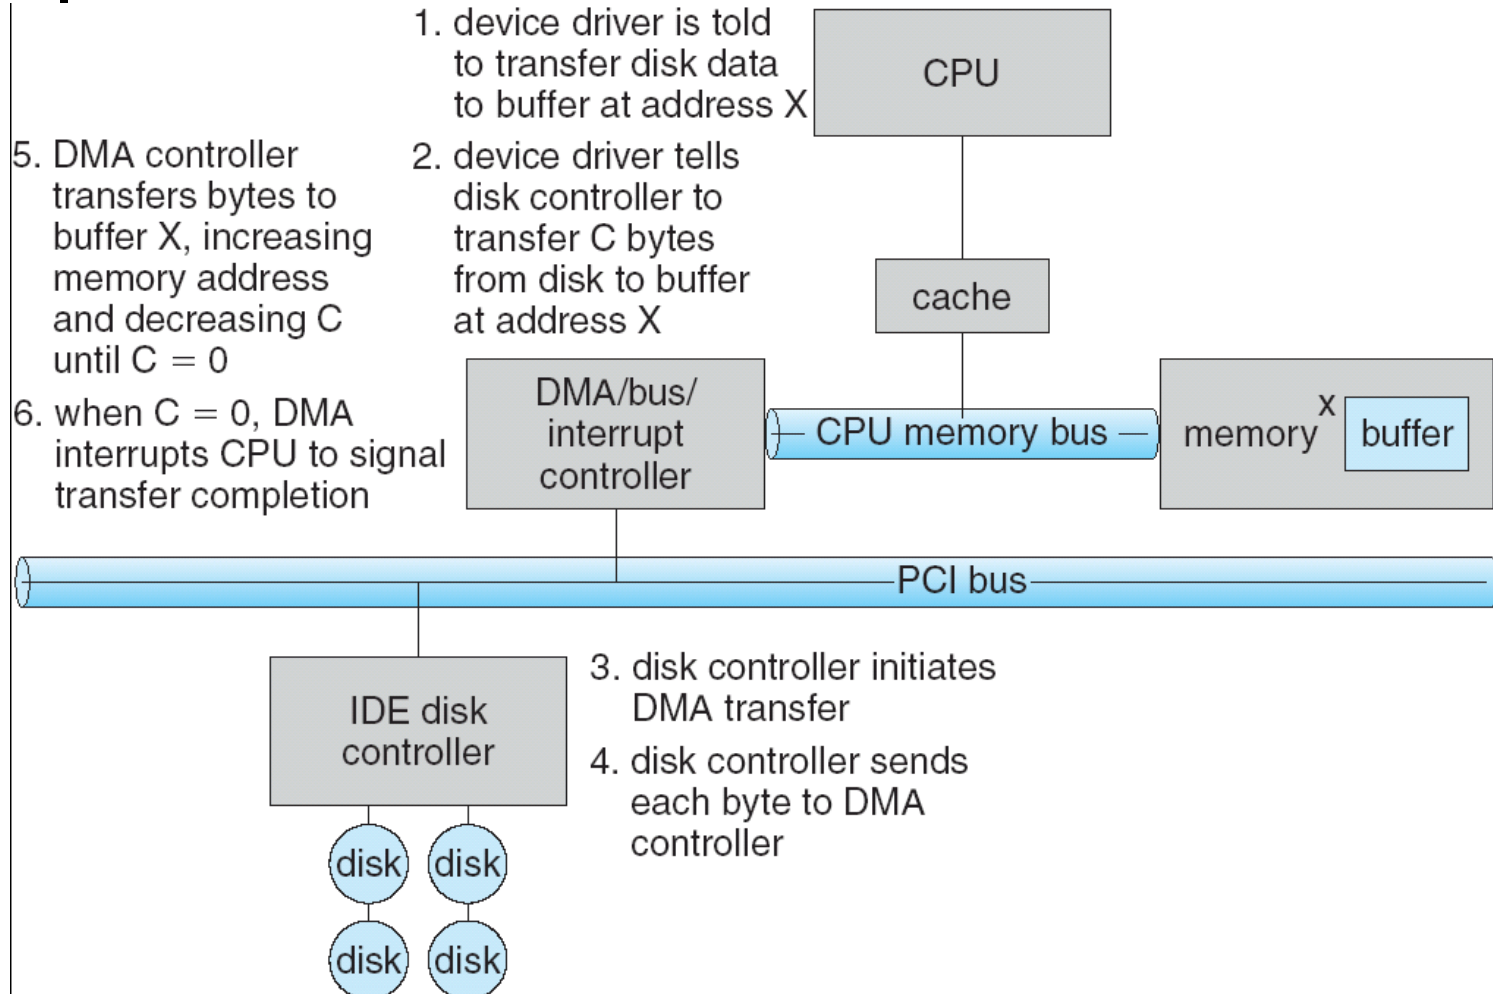 1. device driver is told
to transfer disk data
to buffer at address X
CPU
5. DMA controller
transfers bytes to
buffer X, increasing
memory address
and decreasing C
until C = 0
2. device driver tells
disk controller to
transfer C bytes
from disk to buffer
at address X
cache
6. when C = 0, DMA
interrupts CPU to signal
transfer completion
DMA/bus/
interrupt
controller
CPU memory bus
memory
x
buffer
PCI bus
IDE disk
controller
3. disk controller initiates
DMA transfer
4. disk controller sends
each byte to DMA
controller
disk
disk
disk
disk